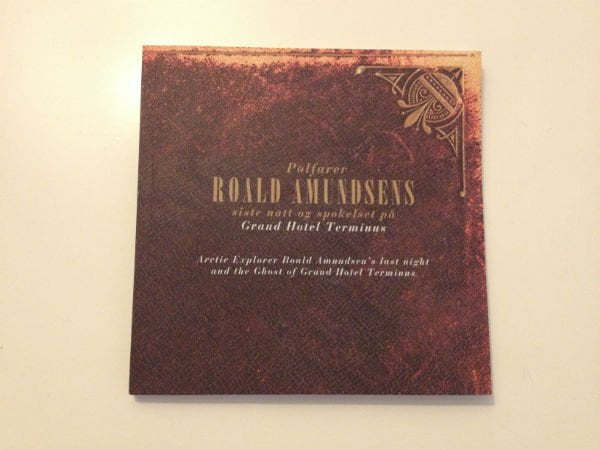 Polfarer
ROALD AMUNDSENS
siste natt og spøkelset på
Grand Hotel Terminus
Arctic Explorer Roald Amundsen's last night
and the Ghost of Grand Hotel Terminus